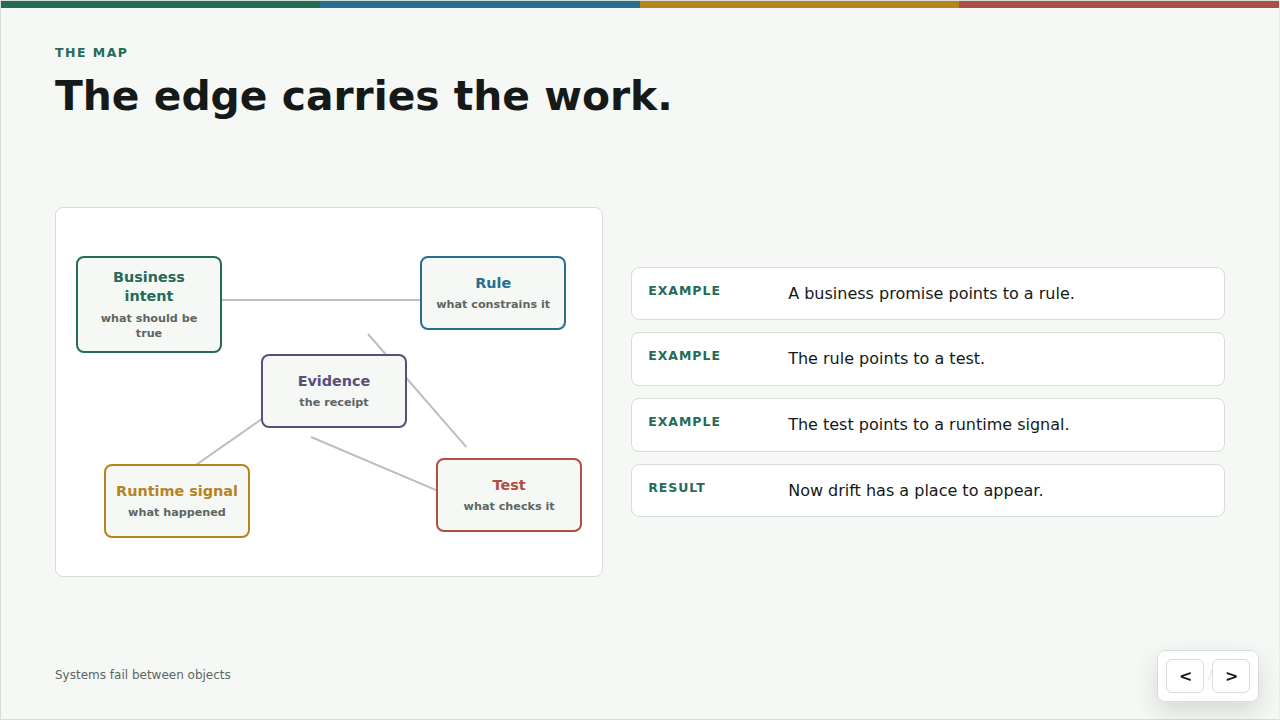 THE MAP
The edge carries the work.
Business
intent
what should be
true
Rule
what constrains it
Evidence
the receipt
Runtime signal
what happened
Test
what checks it
EXAMPLE A business promise points to a rule.
EXAMPLE The rule points to a test.
EXAMPLE The test points to a runtime signal.
RESULT Now drift has a place to appear.
Systems fail between objects
< / >